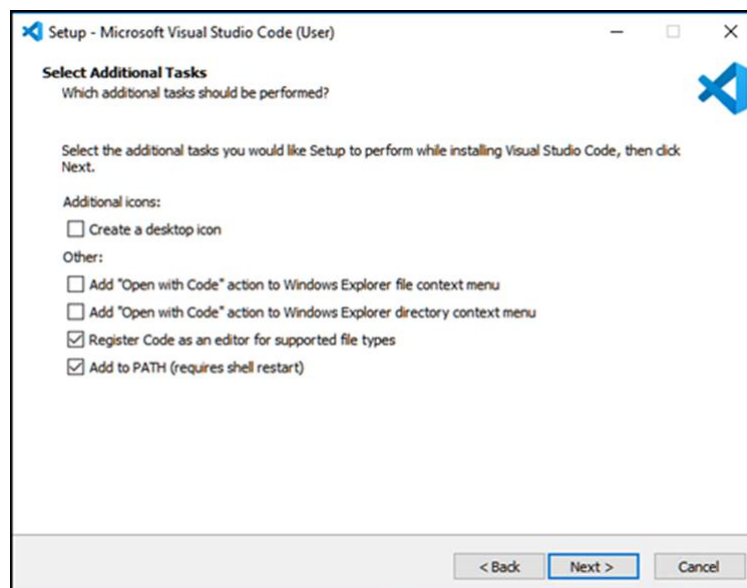 Setup - Microsoft Visual Studio Code (User)
Select Additional Tasks
Which additional tasks should be performed?
Select the additional tasks you would like Setup to perform while installing Visual Studio Code, then click
Next.
Additional icons:
Create a desktop icon
Other:
Add "Open with Code" action to Windows Explorer file context menu
Add "Open with Code" action to Windows Explorer directory context menu
Register Code as an editor for supported file types
Add to PATH (requires shell restart)
< Back Next > Cancel